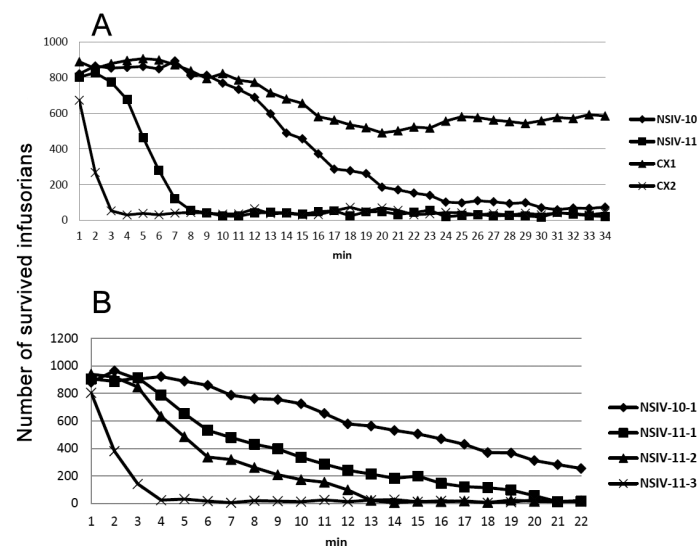 A
Number of survived infusorians
1000
800
600
400
200
0
1 2 3 4 5 6 7 8 9 10 11 12 13 14 15 16 17 18 19 20 21 22 23 24 25 26 27 28 29 30 31 32 33 34
min
NSIV-10
NSIV-11
CX1
CX2
B
1200
1000
800
600
400
200
0
1 2 3 4 5 6 7 8 9 10 11 12 13 14 15 16 17 18 19 20 21 22
min
NSIV-10-1
NSIV-11-1
NSIV-11-2
NSIV-11-3